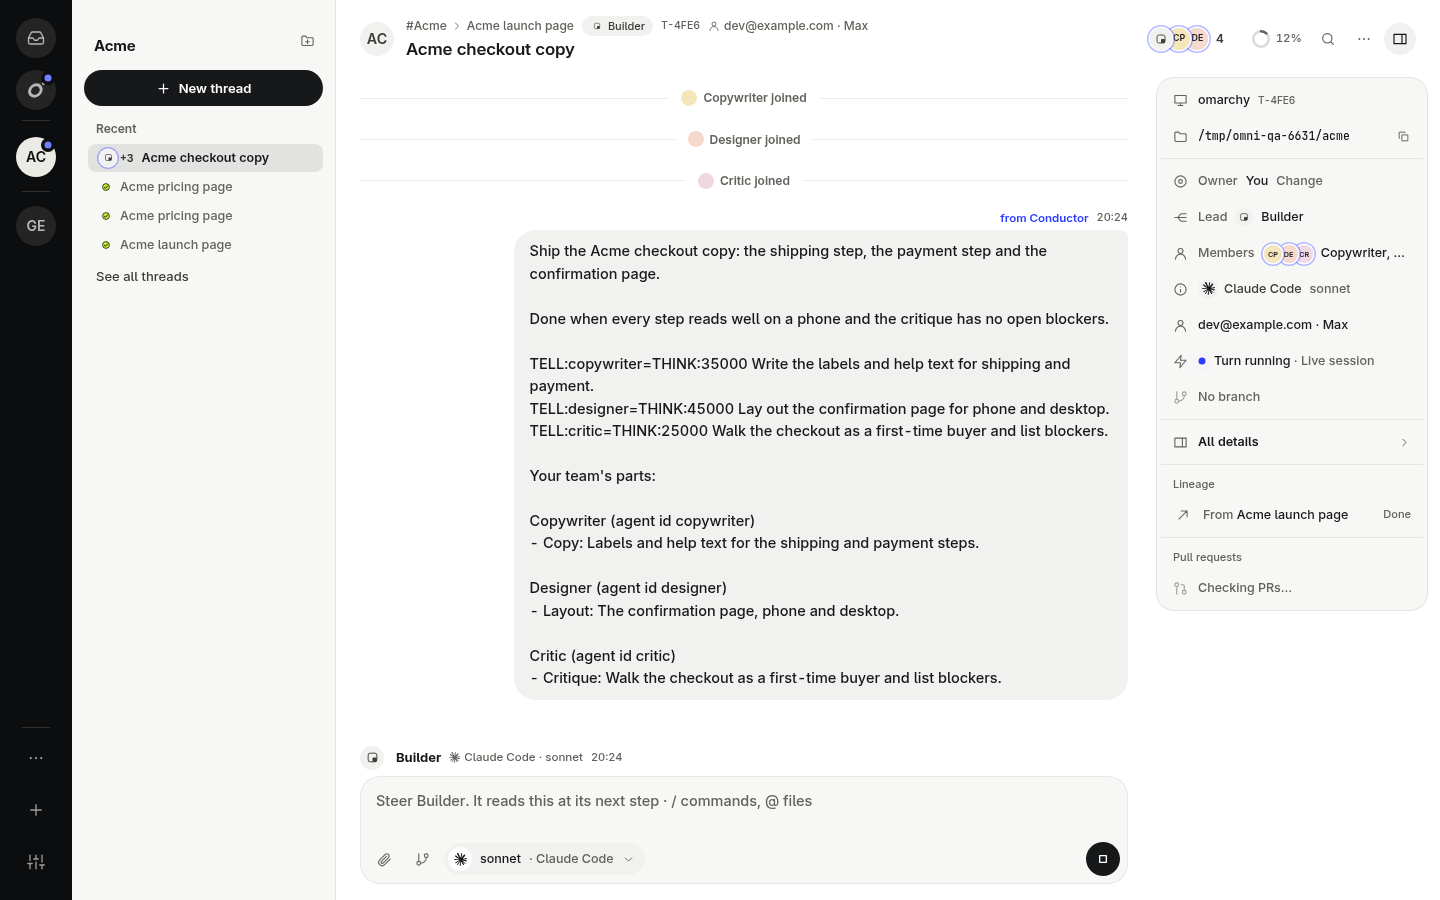 Acme
New thread
Recent
+3 Acme checkout copy
Acme pricing page
Acme pricing page
Acme launch page
See all threads
AC
GE
AC
#Acme > Acme launch page Builder T-4FE6 dev@example.com · Max
Acme checkout copy
CP DE 4 12%
Copywriter joined
Designer joined
Critic joined
from Conductor 20:24
Ship the Acme checkout copy: the shipping step, the payment step and the
confirmation page.
Done when every step reads well on a phone and the critique has no open blockers.
TELL:copywriter=THINK:35000 Write the labels and help text for shipping and
payment.
TELL:designer=THINK:45000 Lay out the confirmation page for phone and desktop.
TELL:critic=THINK:25000 Walk the checkout as a first-time buyer and list blockers.
Your team's parts:
Copywriter (agent id copywriter)
- Copy: Labels and help text for the shipping and payment steps.
Designer (agent id designer)
- Layout: The confirmation page, phone and desktop.
Critic (agent id critic)
- Critique: Walk the checkout as a first-time buyer and list blockers.
Builder Claude Code · sonnet 20:24
Steer Builder. It reads this at its next step · / commands, @ files
sonnet · Claude Code
omarchy T-4FE6
/tmp/omni-qa-6631/acme
Owner You Change
Lead Builder
Members CP DE CR Copywriter, ...
Claude Code sonnet
dev@example.com · Max
Turn running · Live session
No branch
All details
Lineage
From Acme launch page Done
Pull requests
Checking PRs...